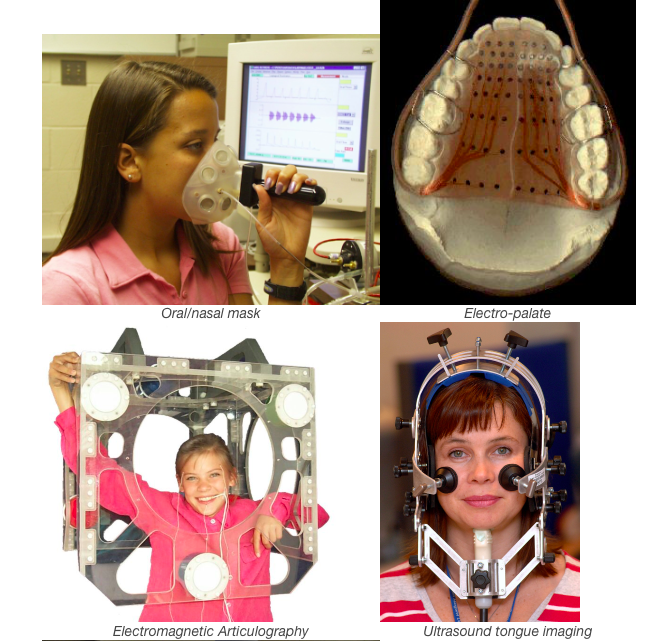 Oral/nasal mask
Electro-palate
Electromagnetic Articulography
Ultrasound tongue imaging